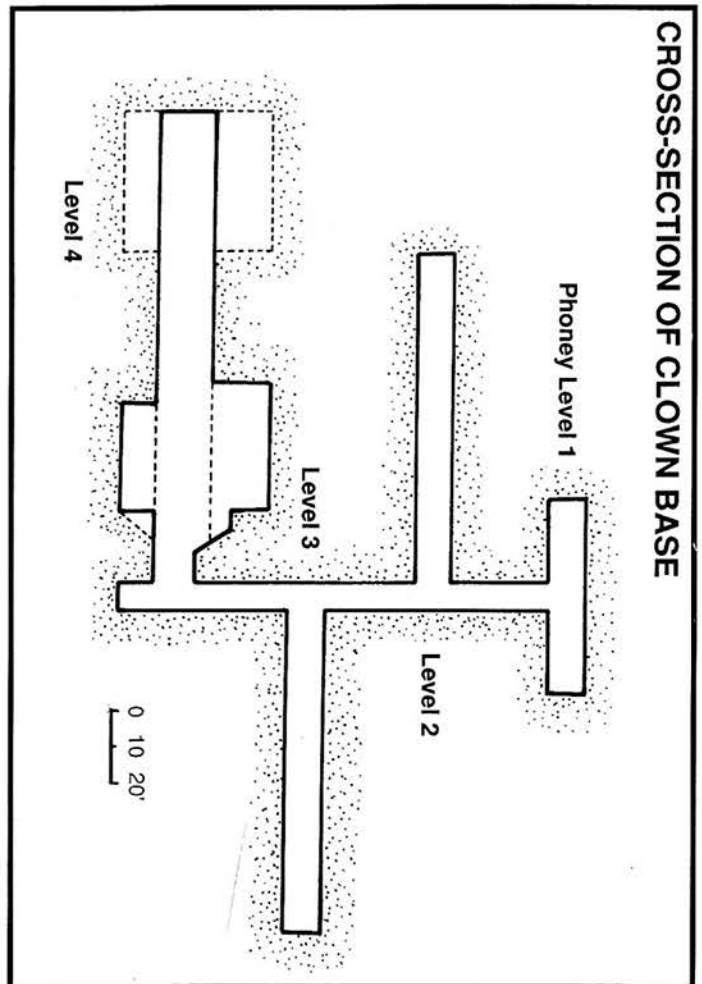 CROSS-SECTION OF CLOWN BASE
Phoney Level 1
Level 2
Level 3
Level 4
0 10 20'